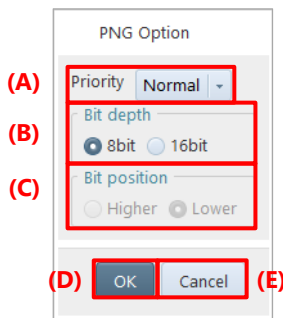 PNG Option
(A) Priority Normal
(B) Bit depth
8bit 16bit
(C) Bit position
Higher Lower
(D) OK Cancel (E)